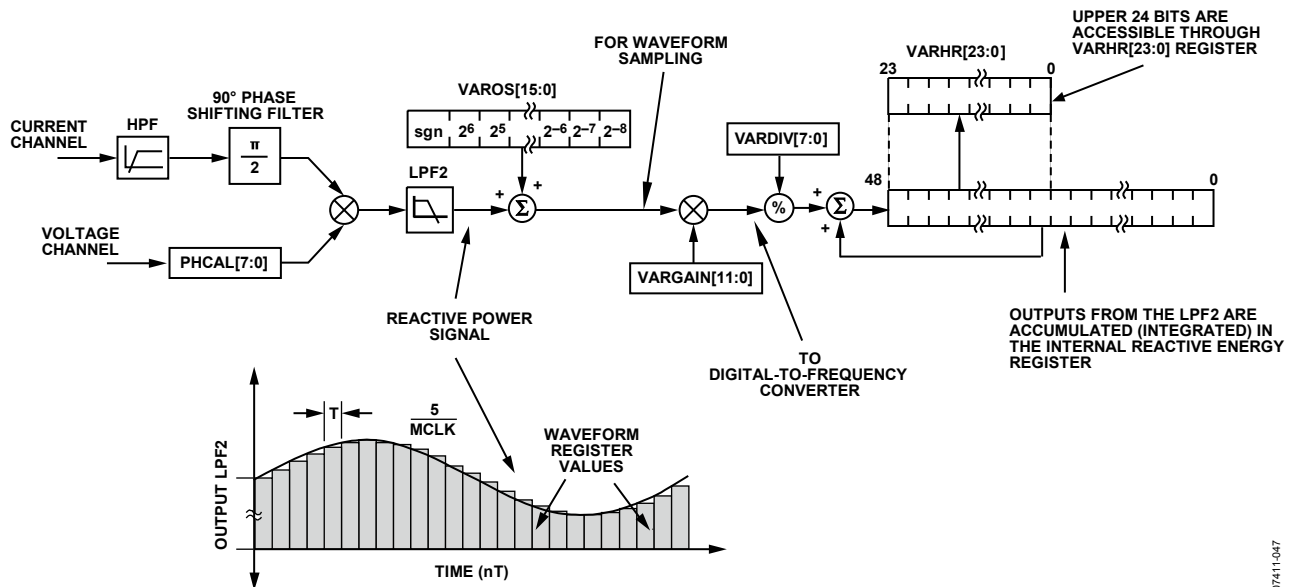 UPPER 24 BITS ARE
ACCESSIBLE THROUGH
VARHR[23:0] REGISTER
FOR WAVEFORM
SAMPLING
VARHR[23:0]
23
0
VAROS[15:0]
sgn 2⁶ 2⁵ 2⁻⁶ 2⁻⁷ 2⁻⁸
90° PHASE
SHIFTING FILTER
CURRENT
CHANNEL
HPF
π
2
VARDIV[7:0]
LPF2
+
+
Σ
%
+
+
Σ
48
0
VOLTAGE
CHANNEL
PHCAL[7:0]
VARGAIN[11:0]
REACTIVE POWER
SIGNAL
TO
DIGITAL-TO-FREQUENCY
CONVERTER
OUTPUTS FROM THE LPF2 ARE
ACCUMULATED (INTEGRATED) IN
THE INTERNAL REACTIVE ENERGY
REGISTER
T
5
MCLK
WAVEFORM
REGISTER
VALUES
OUTPUT LPF2
TIME (nT)
07411-047